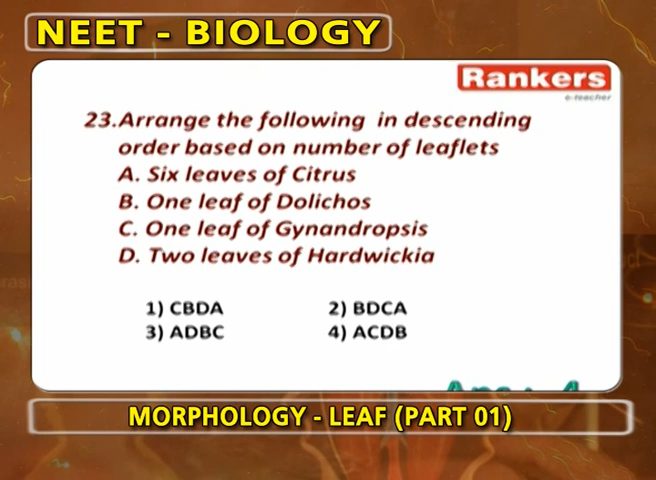 NEET - BIOLOGY
Rankers
e-teacher
23.Arrange the following in descending
order based on number of leaflets
A. Six leaves of Citrus
B. One leaf of Dolichos
C. One leaf of Gynandropsis
D. Two leaves of Hardwickia
1) CBDA 2) BDCA
3) ADBC 4) ACDB
MORPHOLOGY - LEAF (PART 01)